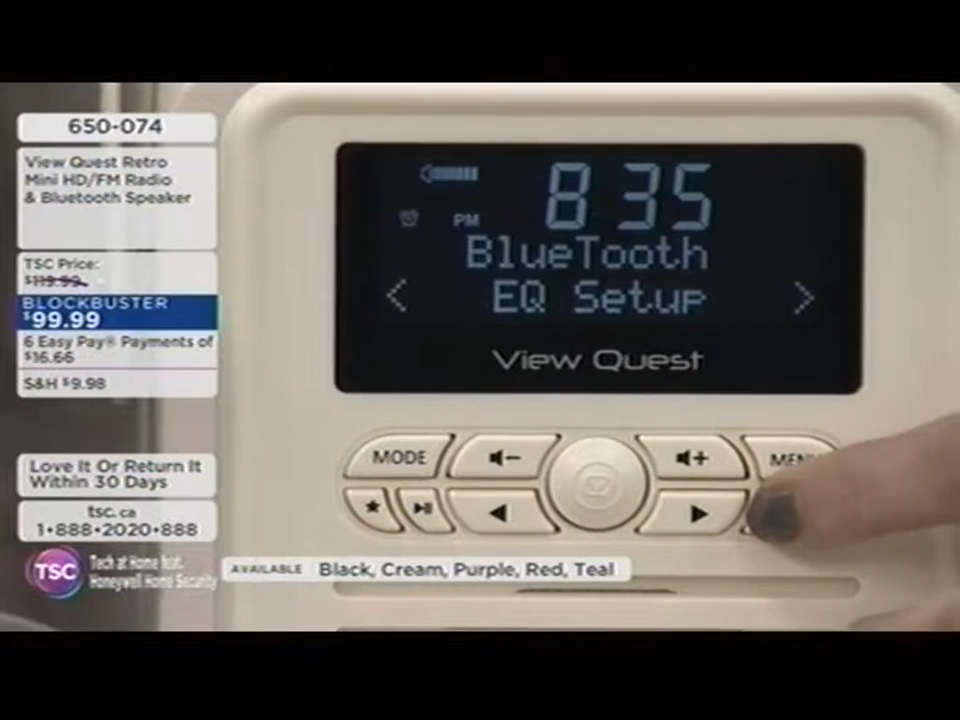 650-074
View Quest Retro
Mini HD/FM Radio
& Bluetooth Speaker
TSC Price:
$119.99
BLOCKBUSTER
$99.99
6 Easy Pay® Payments of
$16.66
S&H $9.98
Love It Or Return It
Within 30 Days
tsc.ca
1•888•2020•888
TSC
Tech at Home feat.
Honeywell Home Security
AVAILABLE Black, Cream, Purple, Red, Teal
8 35
PM
BlueTooth
< EQ Setup >
View Quest
MODE
MENU